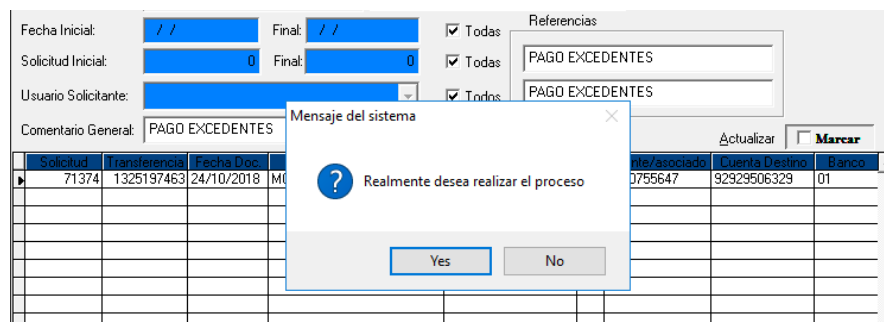 Fecha Inicial: / / Final: / / Todas
Referencias
Solicitud Inicial: 0 Final: 0 Todas
PAGO EXCEDENTES
Usuario Solicitante: Todos
PAGO EXCEDENTES
Comentario General: PAGO EXCEDENTES
Mensaje del sistema
Actualizar Marcar
Solicitud Transferencia Fecha Doc. nte/asociado Cuenta Destino Banco
71374 1325197463 24/10/2018 0755647 92929506329 01
Realmente desea realizar el proceso
Yes No